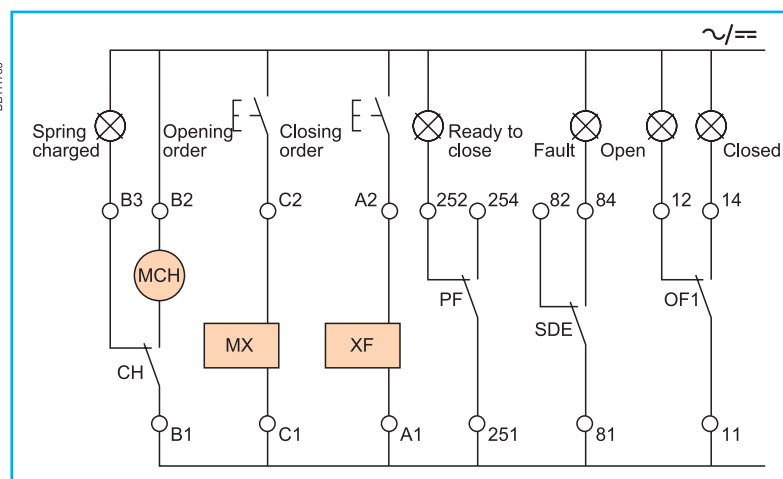 Spring charged
Opening order
Closing order
Ready to close
Fault
Open
Closed
B3
B2
C2
A2
252
254
82
84
12
14
MCH
PF
OF1
SDE
MX
XF
CH
B1
C1
A1
251
81
11